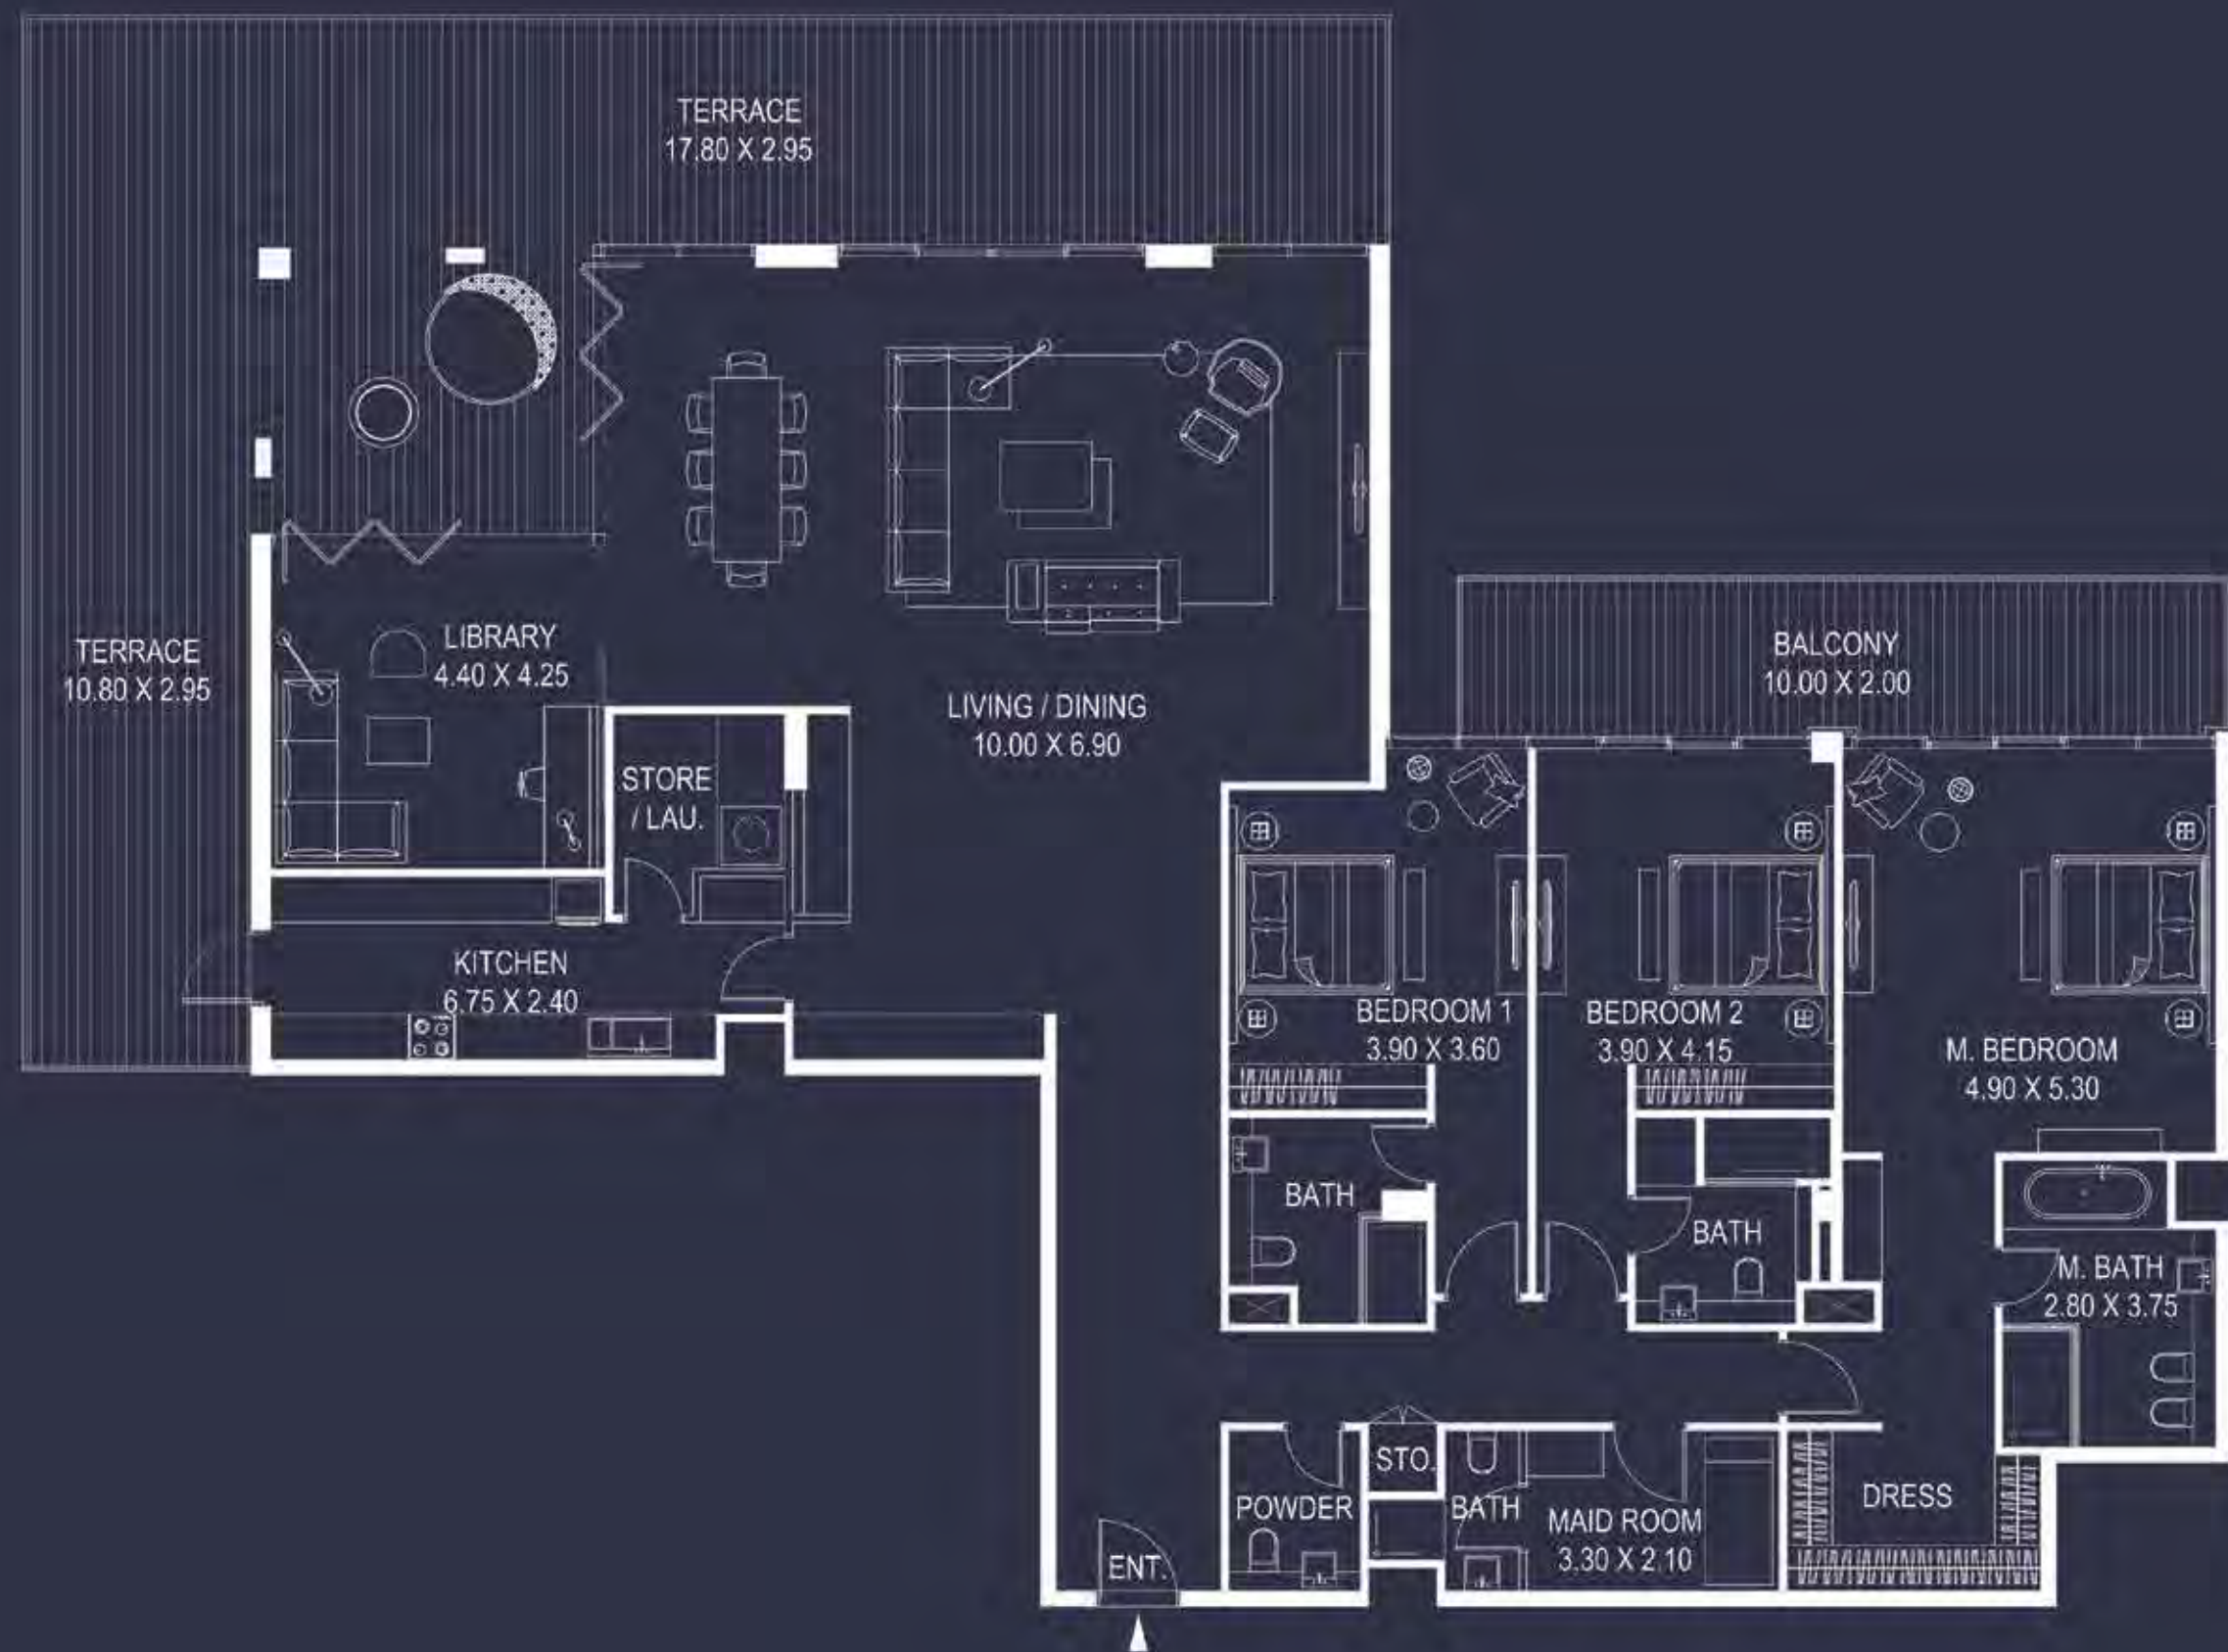 TERRACE
17.80 X 2.95
TERRACE
10.80 X 2.95
LIBRARY
4.40 X 4.25
LIVING / DINING
10.00 X 6.90
BALCONY
10.00 X 2.00
STORE
/ LAU.
KITCHEN
6.75 X 2.40
BEDROOM 1
3.90 X 3.60
BEDROOM 2
3.90 X 4.15
M. BEDROOM
4.90 X 5.30
BATH
BATH
M. BATH
2.80 X 3.75
POWDER
STO.
BATH
MAID ROOM
3.30 X 2.10
DRESS
ENT.